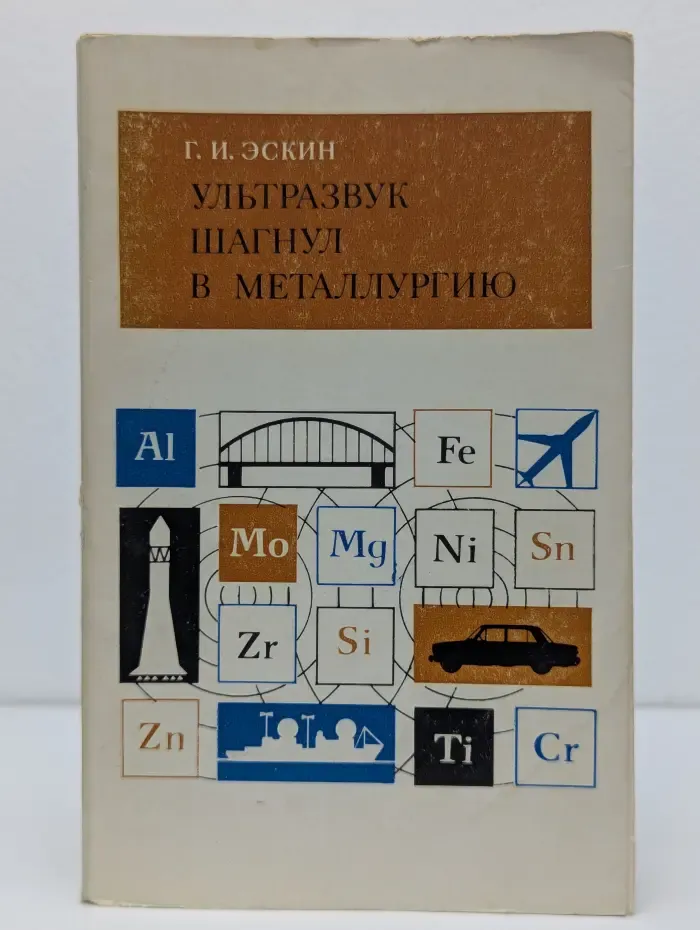 Г. И. ЭСКИН
УЛЬТРАЗВУК
ШАГНУЛ
В МЕТАЛЛУРГИЮ
Al
Fe
Mo
Mg
Ni
Sn
Zr
Si
Zn
Ti
Cr